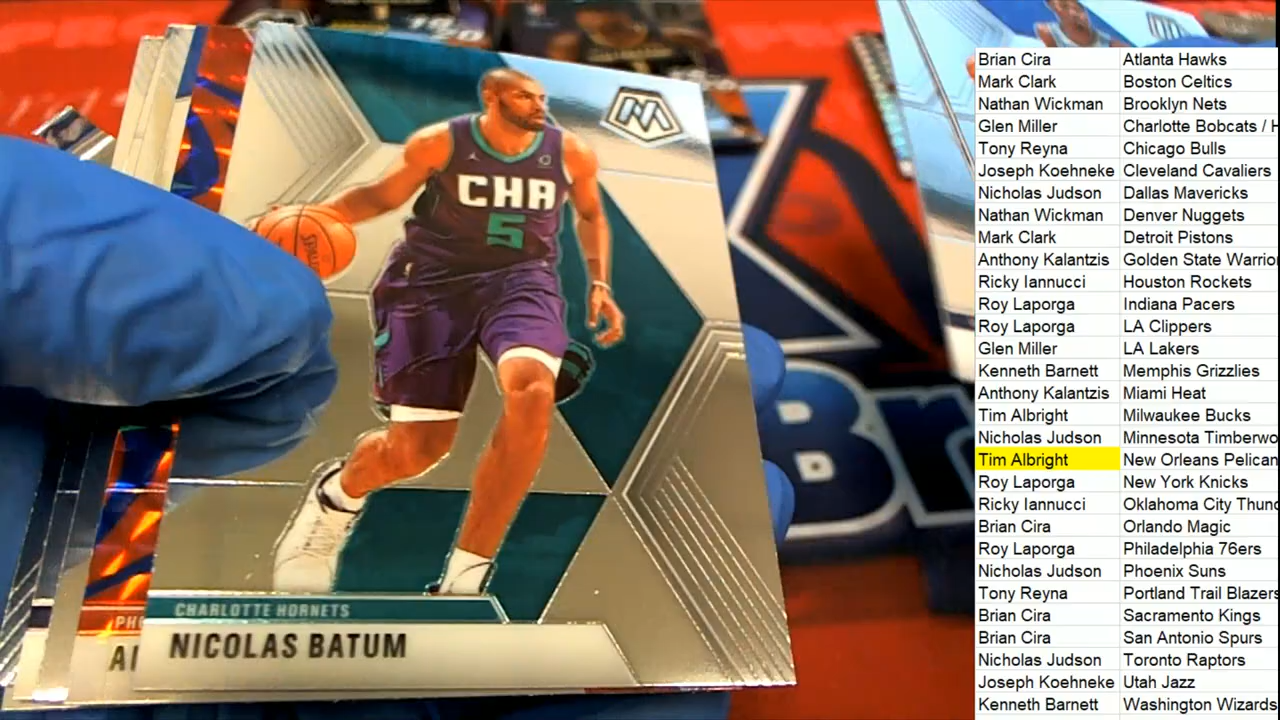 CHA
5
CHARLOTTE HORNETS
NICOLAS BATUM
PH
Al
Br
Brian Cira Atlanta Hawks
Mark Clark Boston Celtics
Nathan Wickman Brooklyn Nets
Glen Miller Charlotte Bobcats / H
Tony Reyna Chicago Bulls
Joseph Koehneke Cleveland Cavaliers
Nicholas Judson Dallas Mavericks
Nathan Wickman Denver Nuggets
Mark Clark Detroit Pistons
Anthony Kalantzis Golden State Warrior
Ricky Iannucci Houston Rockets
Roy Laporga Indiana Pacers
Roy Laporga LA Clippers
Glen Miller LA Lakers
Kenneth Barnett Memphis Grizzlies
Anthony Kalantzis Miami Heat
Tim Albright Milwaukee Bucks
Nicholas Judson Minnesota Timberwo
Tim Albright New Orleans Pelican
Roy Laporga New York Knicks
Ricky Iannucci Oklahoma City Thund
Brian Cira Orlando Magic
Roy Laporga Philadelphia 76ers
Nicholas Judson Phoenix Suns
Tony Reyna Portland Trail Blazers
Brian Cira Sacramento Kings
Brian Cira San Antonio Spurs
Nicholas Judson Toronto Raptors
Joseph Koehneke Utah Jazz
Kenneth Barnett Washington Wizards